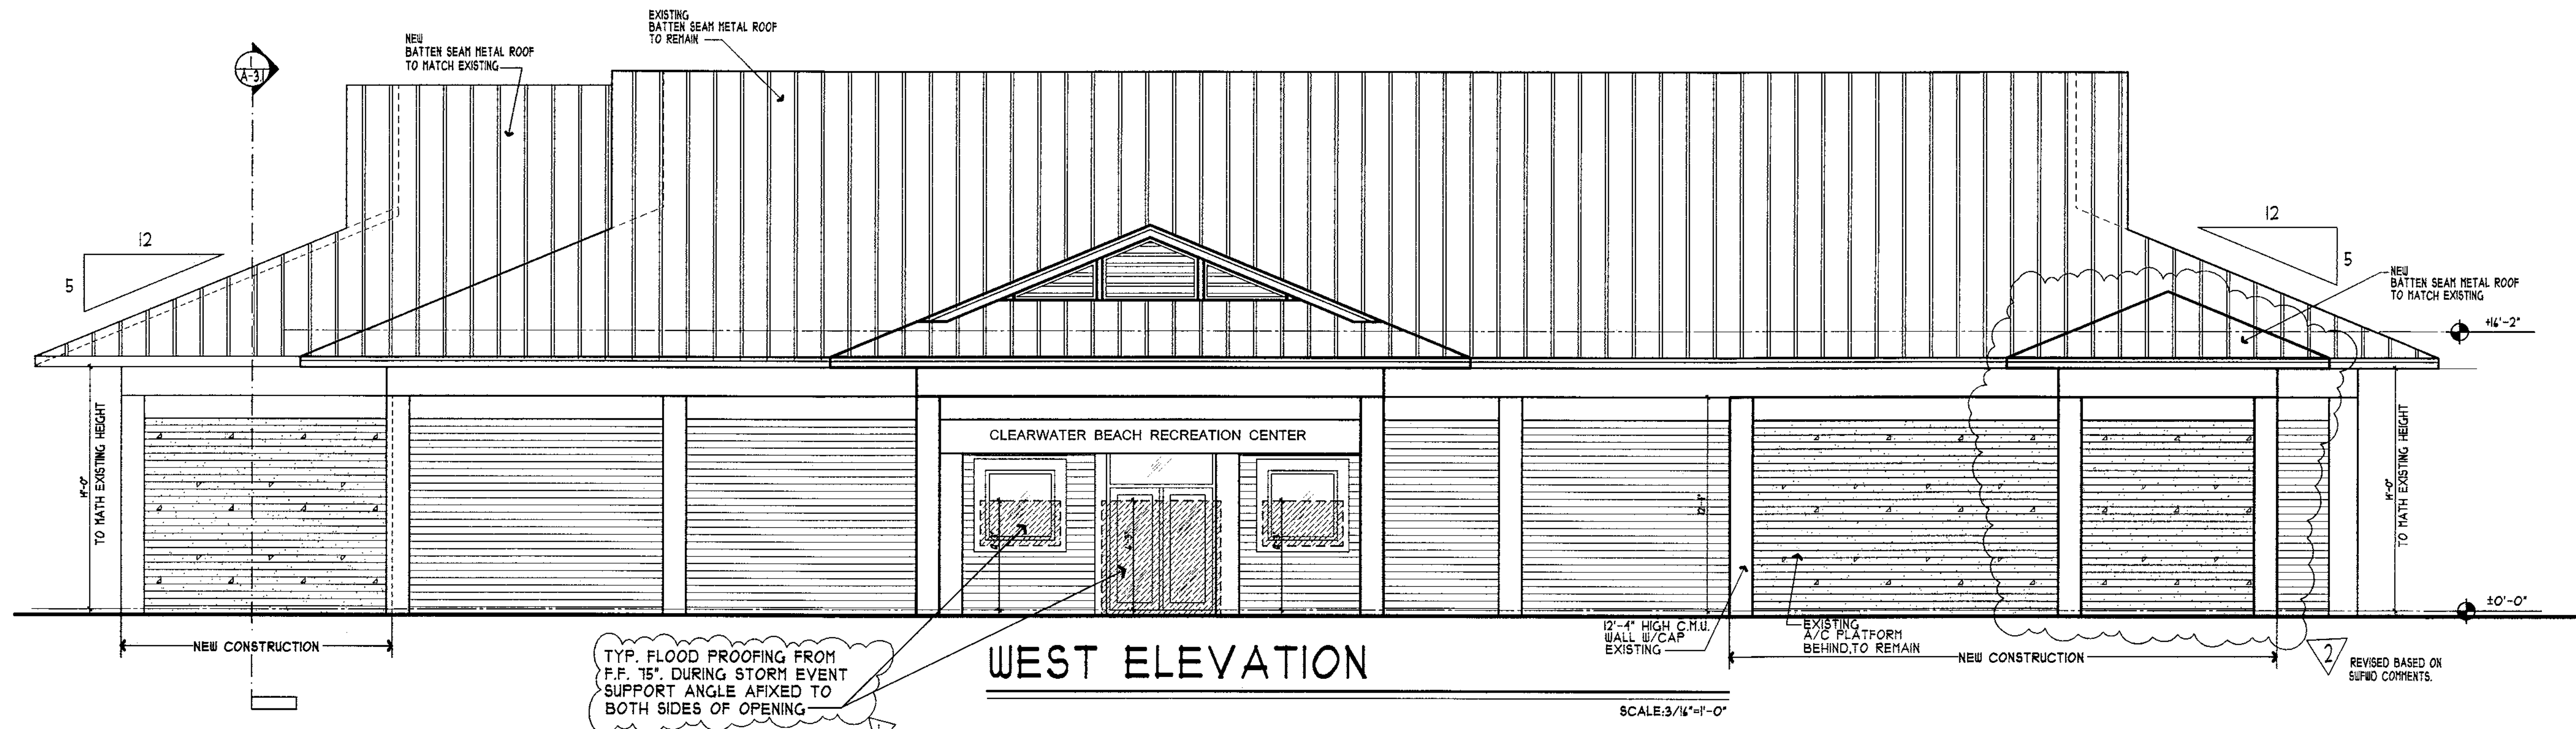 EXISTING
BATTEN SEAM METAL ROOF
TO REMAIN
NEW
BATTEN SEAM METAL ROOF
TO MATCH EXISTING
1
A-3.1
12
5
12
5
NEW
BATTEN SEAM METAL ROOF
TO MATCH EXISTING
+16'-2"
14'-0"
TO MATH EXISTING HEIGHT
CLEARWATER BEACH RECREATION CENTER
14'-0"
TO MATH EXISTING HEIGHT
±0'-0"
NEW CONSTRUCTION
TYP. FLOOD PROOFING FROM
F.F. 75". DURING STORM EVENT
SUPPORT ANGLE AFIXED TO
BOTH SIDES OF OPENING
WEST ELEVATION
SCALE:3/16"=1'-0"
12'-4" HIGH C.M.U.
WALL W/CAP
EXISTING
EXISTING
A/C PLATFORM
BEHIND,TO REMAIN
NEW CONSTRUCTION
2
REVISED BASED ON
SWFWD COMMENTS.